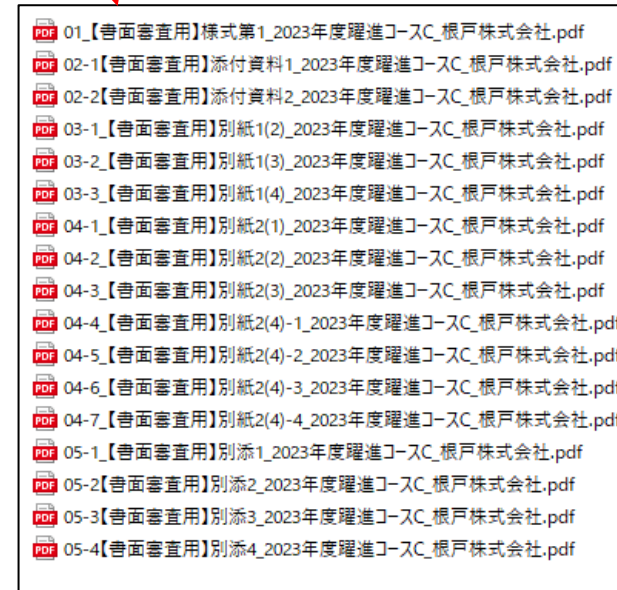 PDF 01_【書面審査用】様式第1_2023年度躍進コースC_根戸株式会社.pdf
PDF 02-1【書面審査用】添付資料1_2023年度躍進コースC_根戸株式会社.pdf
PDF 02-2【書面審査用】添付資料2_2023年度躍進コースC_根戸株式会社.pdf
PDF 03-1_【書面審査用】別紙1(2)_2023年度躍進コースC_根戸株式会社.pdf
PDF 03-2_【書面審査用】別紙1(3)_2023年度躍進コースC_根戸株式会社.pdf
PDF 03-3_【書面審査用】別紙1(4)_2023年度躍進コースC_根戸株式会社.pdf
PDF 04-1_【書面審査用】別紙2(1)_2023年度躍進コースC_根戸株式会社.pdf
PDF 04-2_【書面審査用】別紙2(2)_2023年度躍進コースC_根戸株式会社.pdf
PDF 04-3_【書面審査用】別紙2(3)_2023年度躍進コースC_根戸株式会社.pdf
PDF 04-4_【書面審査用】別紙2(4)-1_2023年度躍進コースC_根戸株式会社.pdf
PDF 04-5_【書面審査用】別紙2(4)-2_2023年度躍進コースC_根戸株式会社.pdf
PDF 04-6_【書面審査用】別紙2(4)-3_2023年度躍進コースC_根戸株式会社.pdf
PDF 04-7_【書面審査用】別紙2(4)-4_2023年度躍進コースC_根戸株式会社.pdf
PDF 05-1_【書面審査用】別添1_2023年度躍進コースC_根戸株式会社.pdf
PDF 05-2【書面審査用】別添2_2023年度躍進コースC_根戸株式会社.pdf
PDF 05-3【書面審査用】別添3_2023年度躍進コースC_根戸株式会社.pdf
PDF 05-4【書面審査用】別添4_2023年度躍進コースC_根戸株式会社.pdf